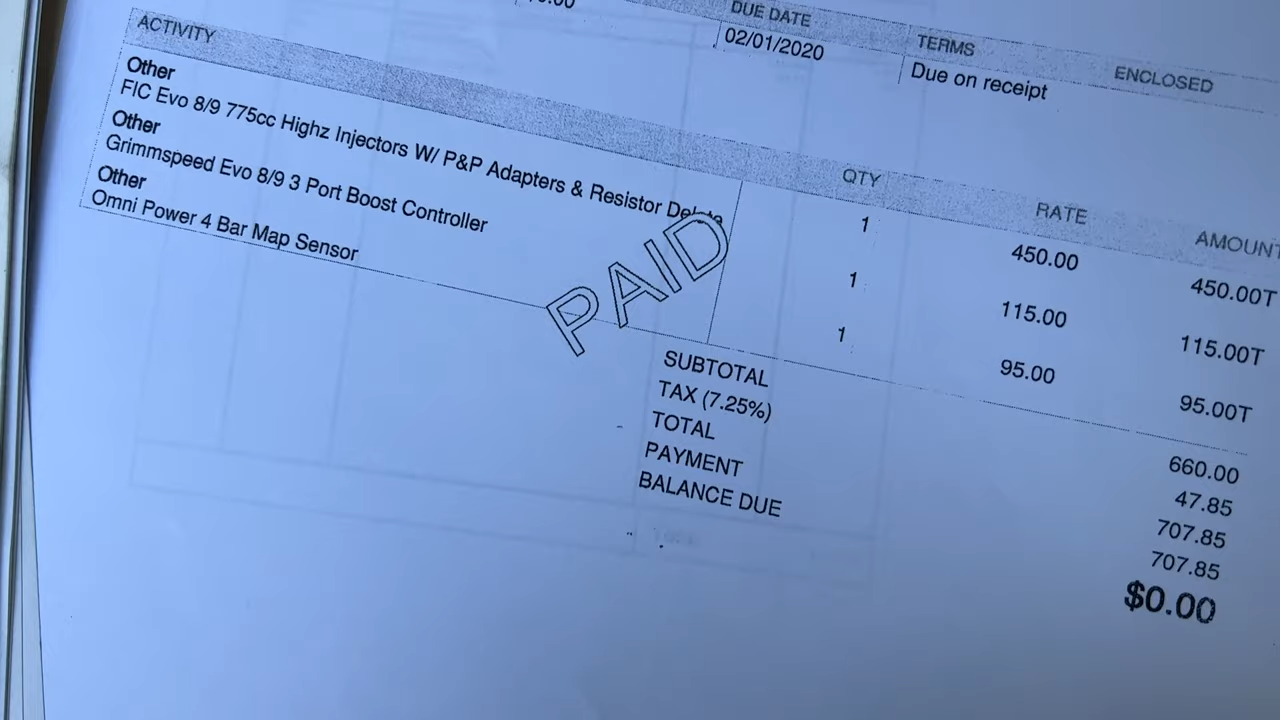 DUE DATE TERMS ENCLOSED
02/01/2020 Due on receipt
ACTIVITY QTY RATE AMOUNT
Other
FIC Evo 8/9 775cc Highz Injectors W/ P&P Adapters & Resistor Delete 1 450.00 450.00T
Other
Grimmspeed Evo 8/9 3 Port Boost Controller 1 115.00 115.00T
Other
Omni Power 4 Bar Map Sensor 1 95.00 95.00T
PAID
SUBTOTAL 660.00
TAX (7.25%) 47.85
TOTAL 707.85
PAYMENT 707.85
BALANCE DUE $0.00